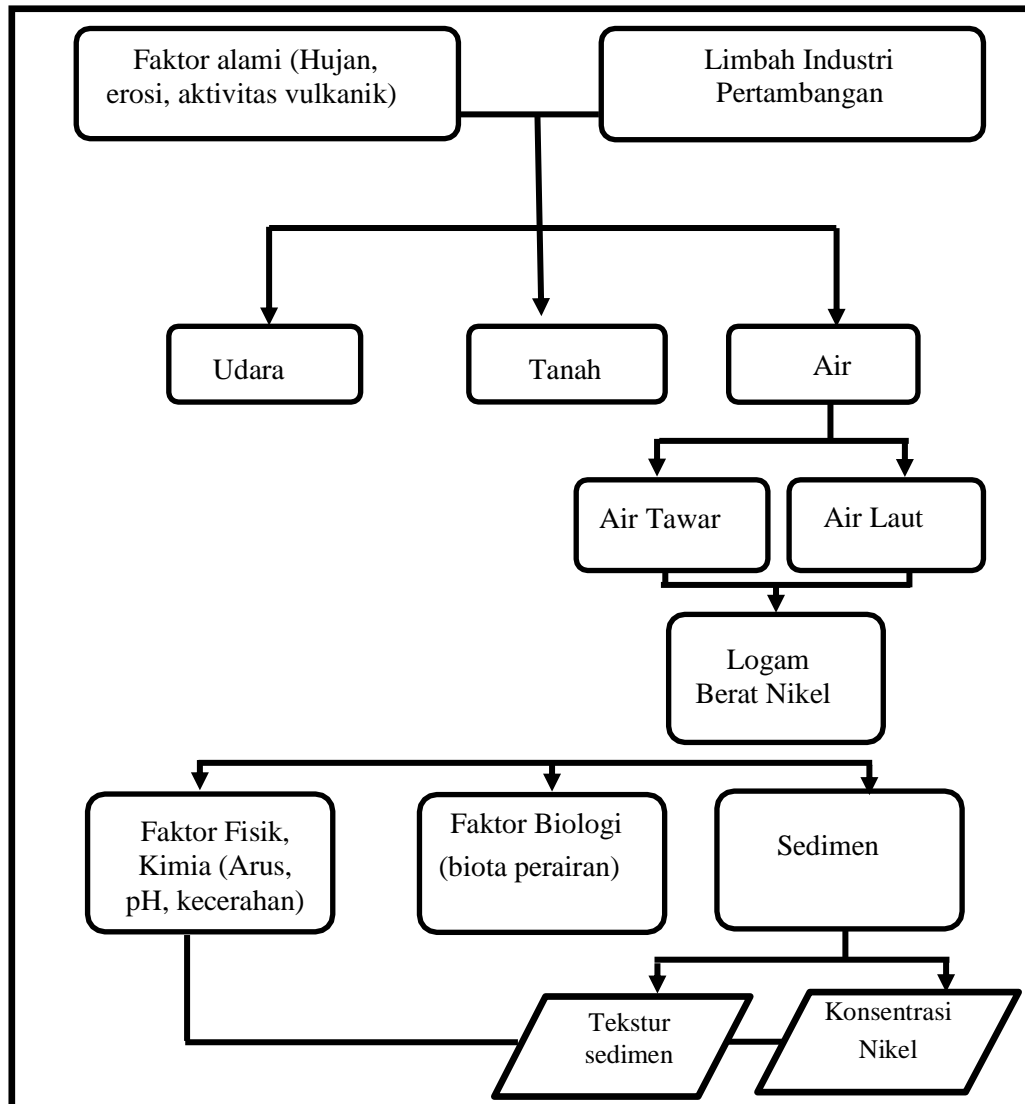 Faktor alami (Hujan,
erosi, aktivitas vulkanik)
Limbah Industri
Pertambangan
Udara
Tanah
Air
Air Tawar
Air Laut
Logam
Berat Nikel
Faktor Fisik,
Kimia (Arus,
pH, kecerahan)
Faktor Biologi
(biota perairan)
Sedimen
Tekstur
sedimen
Konsentrasi
Nikel